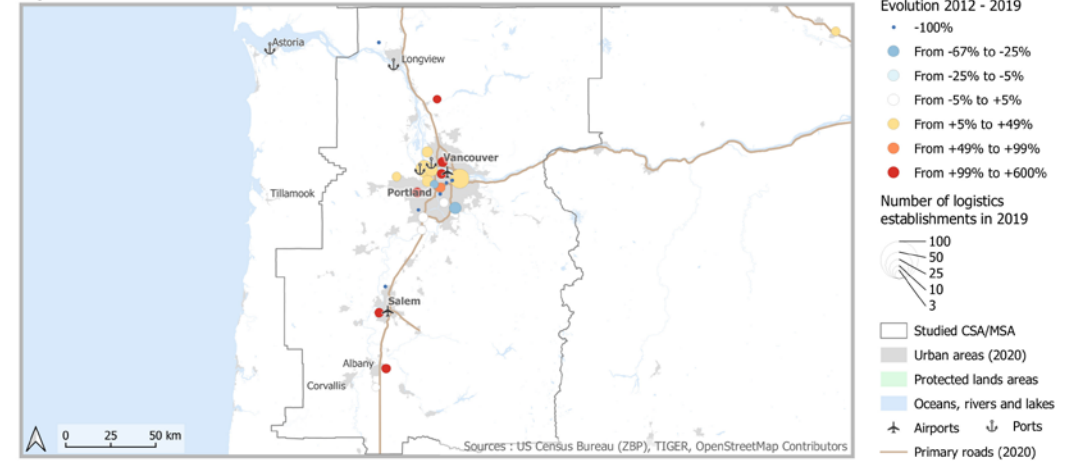 Astoria
Longview
Vancouver
Portland
Tillamook
Salem
Albany
Corvallis
0 25 50 km
Sources : US Census Bureau (ZBP), TIGER, OpenStreetMap Contributors
Evolution 2012 - 2019
-100%
From -67% to -25%
From -25% to -5%
From -5% to +5%
From +5% to +49%
From +49% to +99%
From +99% to +600%
Number of logistics
establishments in 2019
100
50
25
10
3
Studied CSA/MSA
Urban areas (2020)
Protected lands areas
Oceans, rivers and lakes
Airports Ports
Primary roads (2020)